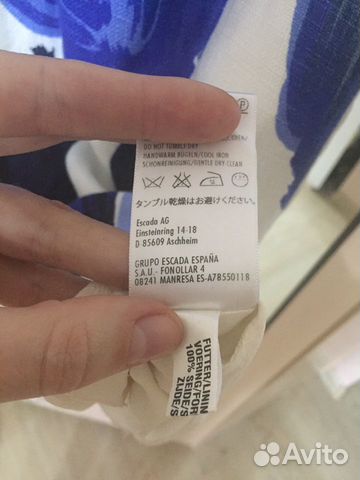 P
DO NOT TUMBLE DRY
HANDWARM BÜGELN/COOL IRON
SCHONREINIGUNG/GENTLE DRY-CLEAN
タンブル乾燥はお避けください。
Escada AG
Einsteinring 14-18
D 85609 Aschheim
GRUPO ESCADA ESPAÑA
S.A.U.- FONOLLAR 4
08241 MANRESA ES-A78550118
FUTTER/LININ
VOERING/FOR
100% SEIDE/S
ZIJDE/S
Avito